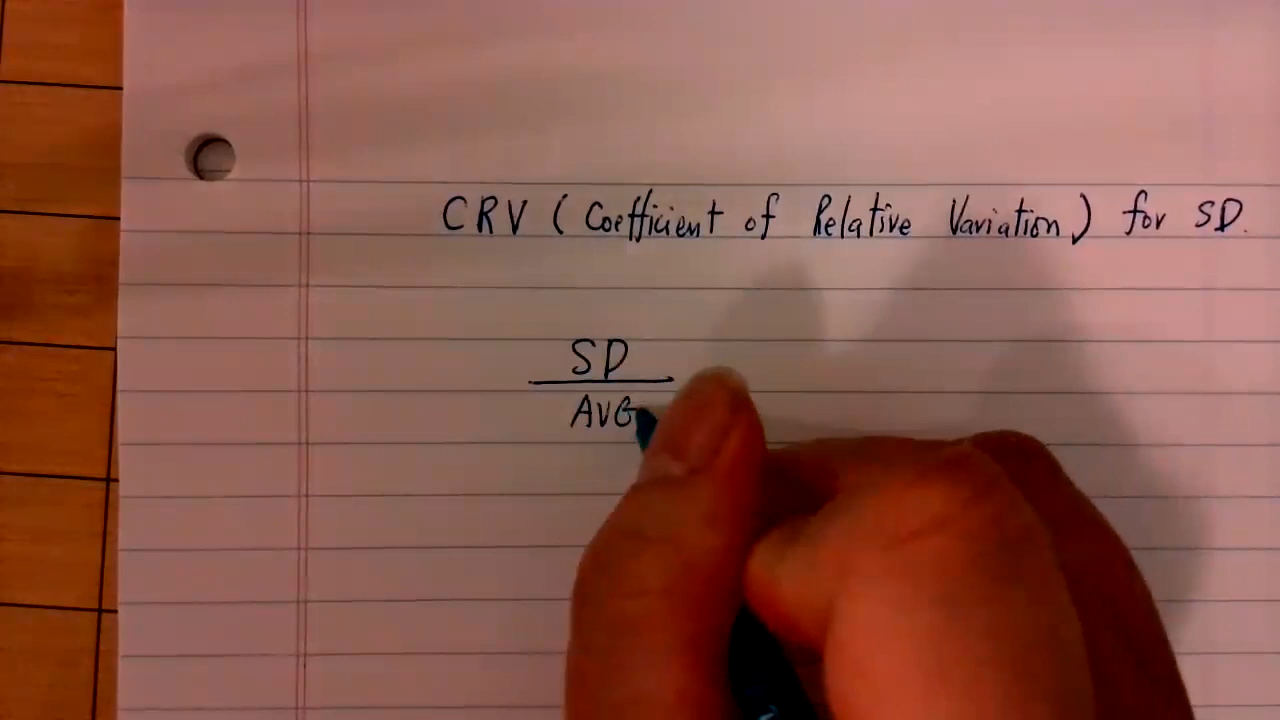 CRV (Coefficient of Relative Variation) for SD.
SD
AVG